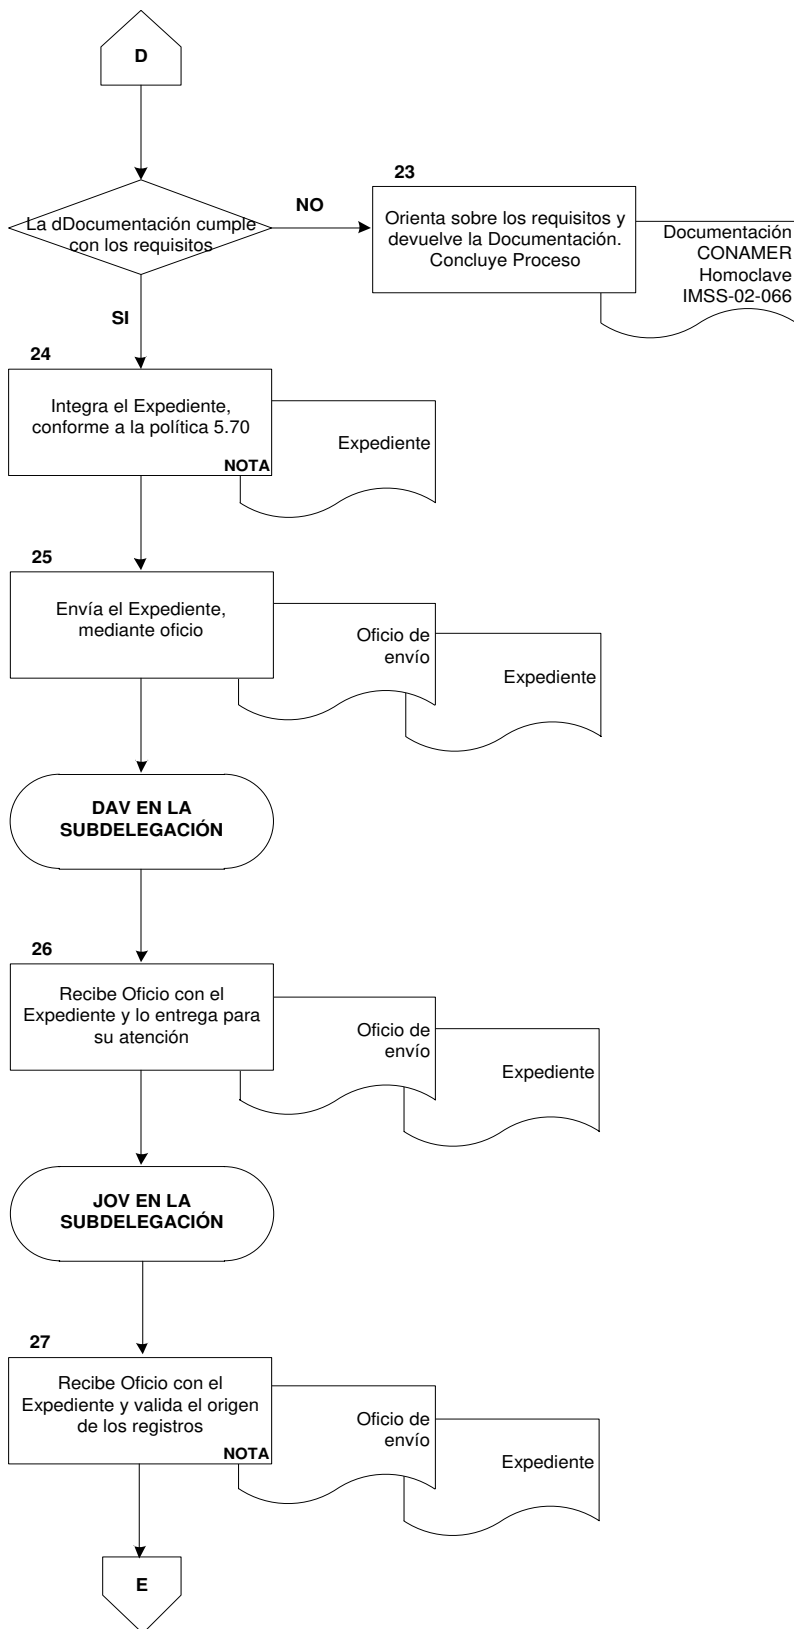 D
La dDocumentación cumple
con los requisitos
NO
23
Orienta sobre los requisitos y
devuelve la Documentación.
Concluye Proceso
Documentación
CONAMER
Homoclave
IMSS-02-066
SI
24
Integra el Expediente,
conforme a la política 5.70
NOTA
Expediente
25
Envía el Expediente,
mediante oficio
Oficio de
envío
Expediente
DAV EN LA
SUBDELEGACIÓN
26
Recibe Oficio con el
Expediente y lo entrega para
su atención
Oficio de
envío
Expediente
JOV EN LA
SUBDELEGACIÓN
27
Recibe Oficio con el
Expediente y valida el origen
de los registros
NOTA
Oficio de
envío
Expediente
E